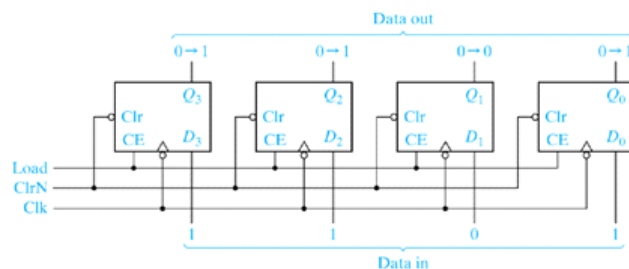 Data out
0→1 0→1 0→0 0→1
Q3 Q2 Q1 Q0
Clr Clr Clr Clr
CE D3 CE D2 CE D1 CE D0
Load
ClrN
Clk
1 1 0 1
Data in